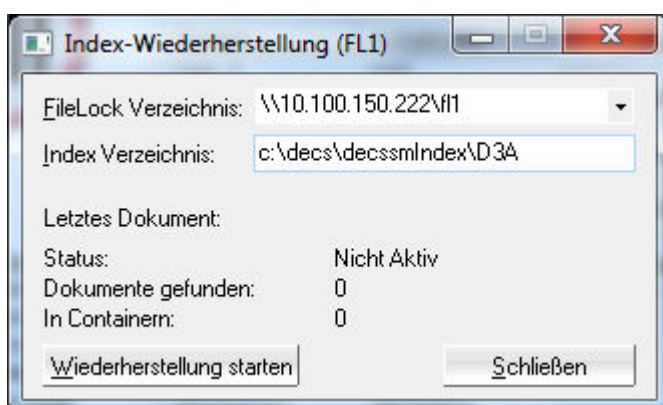 Index-Wiederherstellung (FL1)
FileLock Verzeichnis: \\10.100.150.222\fl1
Index Verzeichnis: c:\decs\decssmIndex\D3A
Letztes Dokument:
Status: Nicht Aktiv
Dokumente gefunden: 0
In Containern: 0
Wiederherstellung starten Schließen